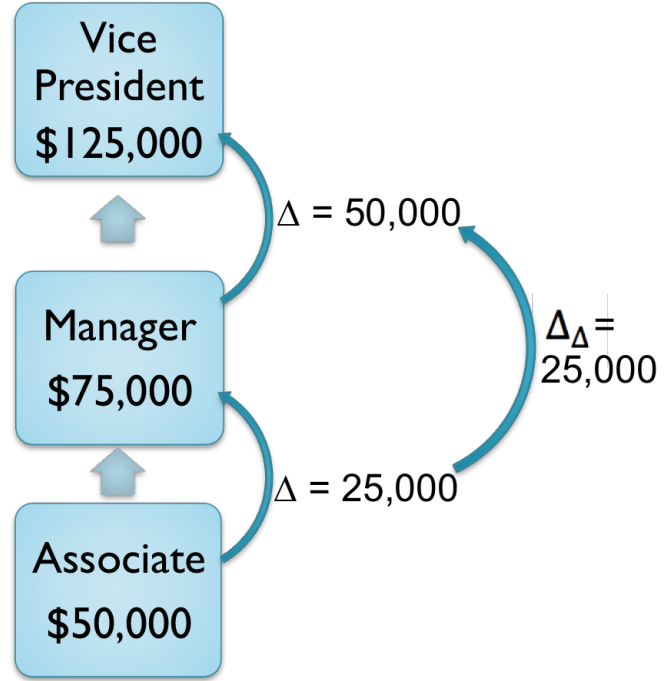 Vice
President
$125,000
Δ = 50,000
Manager
$75,000
Δ_Δ =
25,000
Δ = 25,000
Associate
$50,000